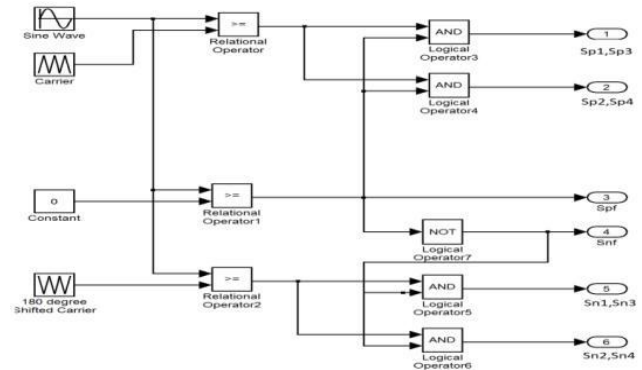 Sine Wave
Carrier
>=
Relational
Operator
AND
Logical
Operator3
1
Sp1,Sp3
AND
Logical
Operator4
2
Sp2,Sp4
0
Constant
>=
Relational
Operator1
3
Spf
NOT
Logical
Operator7
4
Snf
180 degree
Shifted Carrier
>=
Relational
Operator2
AND
Logical
Operator5
5
Sn1,Sn3
AND
Logical
Operator6
6
Sn2,Sn4